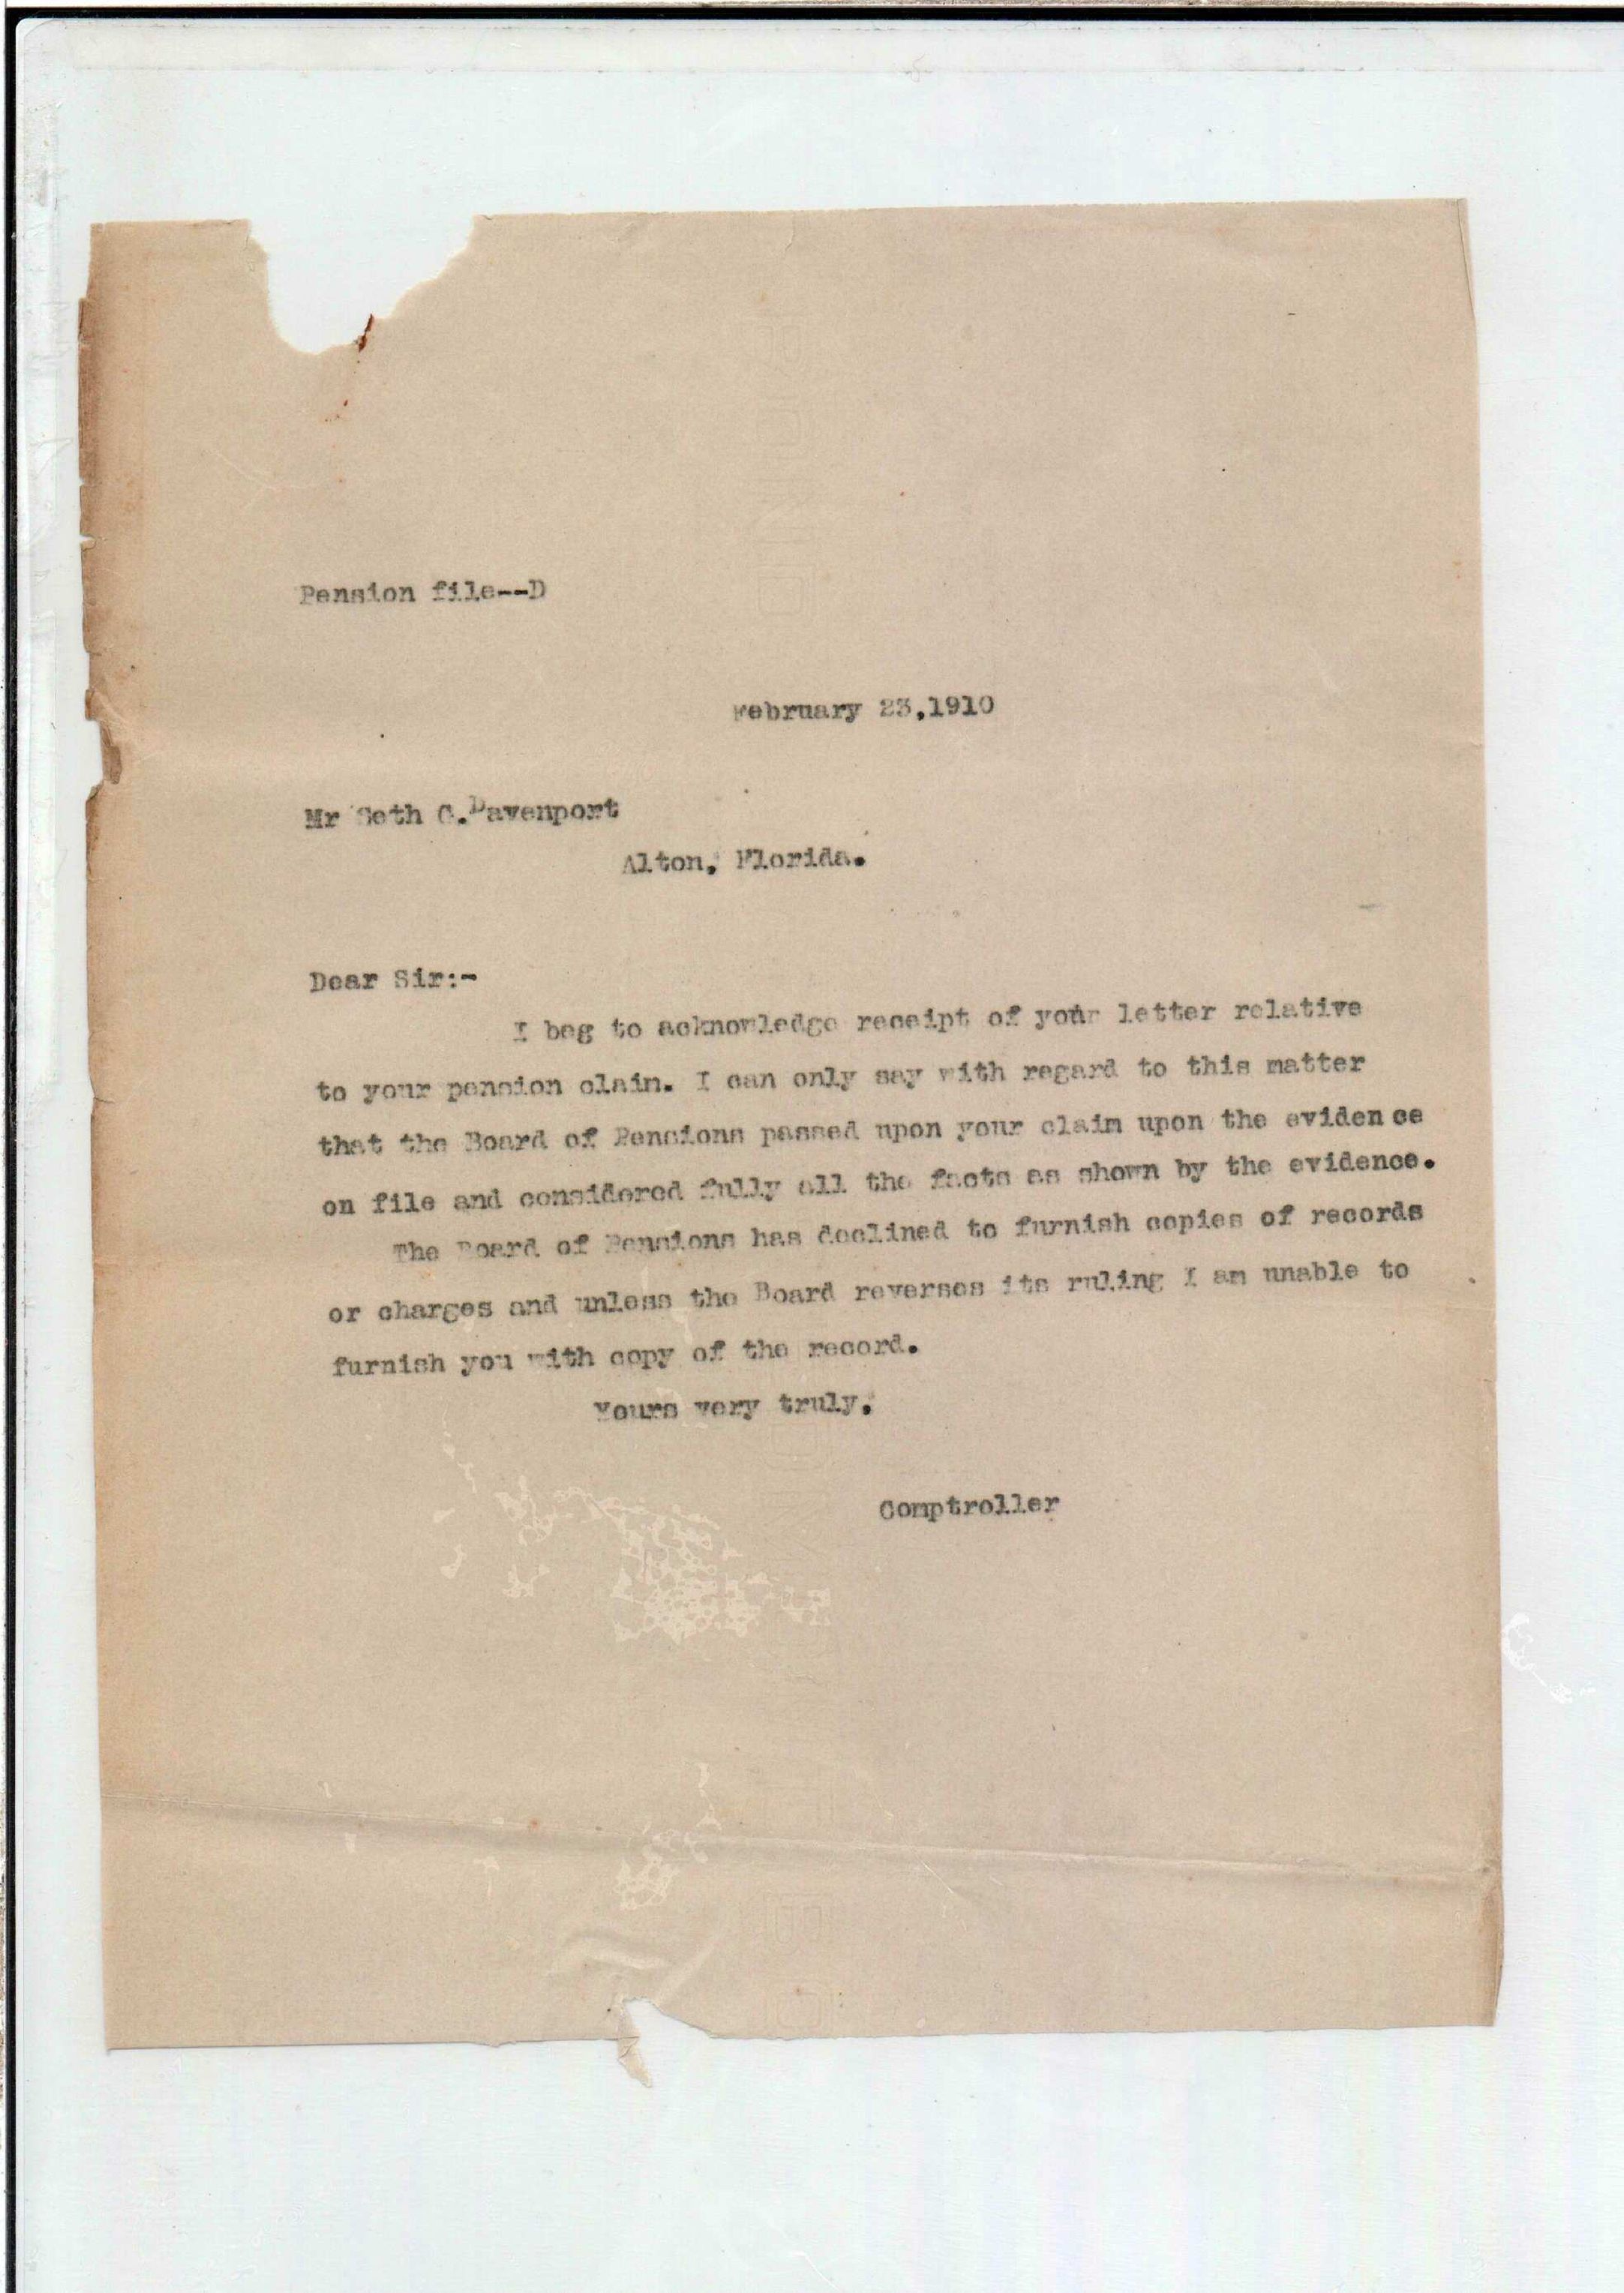 Pension file--D
February 23,1910
Mr Seth C.Davenport
Alton, Florida.
Dear Sir:-
I beg to acknowledge receipt of your letter relative
to your pension claim. I can only say with regard to this matter
that the Board of Pensions passed upon your claim upon the eviden ce
on file and considered fully all the facts as shown by the evidence.
The Board of Pensions has declined to furnish copies of records
or charges and unless the Board reverses its ruling I am unable to
furnish you with copy of the record.
Yours very truly,
Comptroller